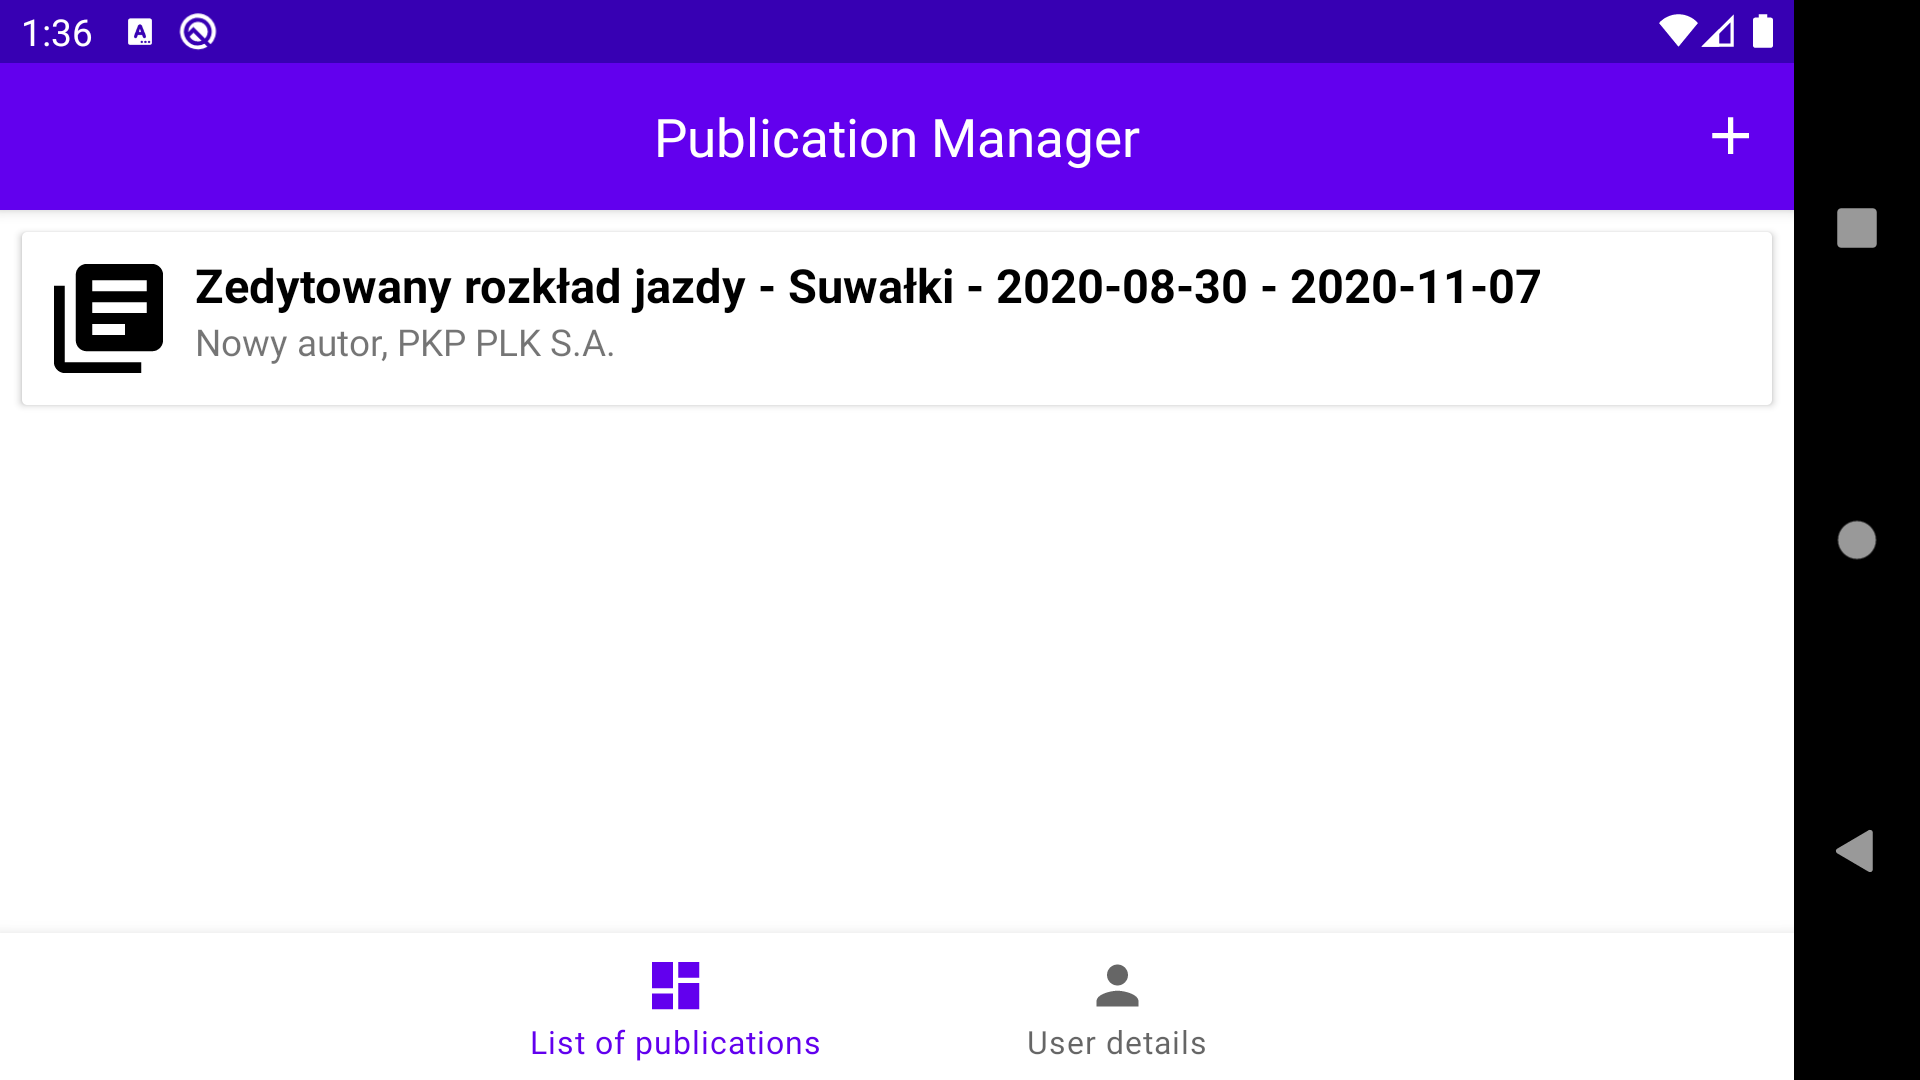 1:36
Publication Manager
Zedytowany rozkład jazdy - Suwałki - 2020-08-30 - 2020-11-07
Nowy autor, PKP PLK S.A.
List of publications
User details